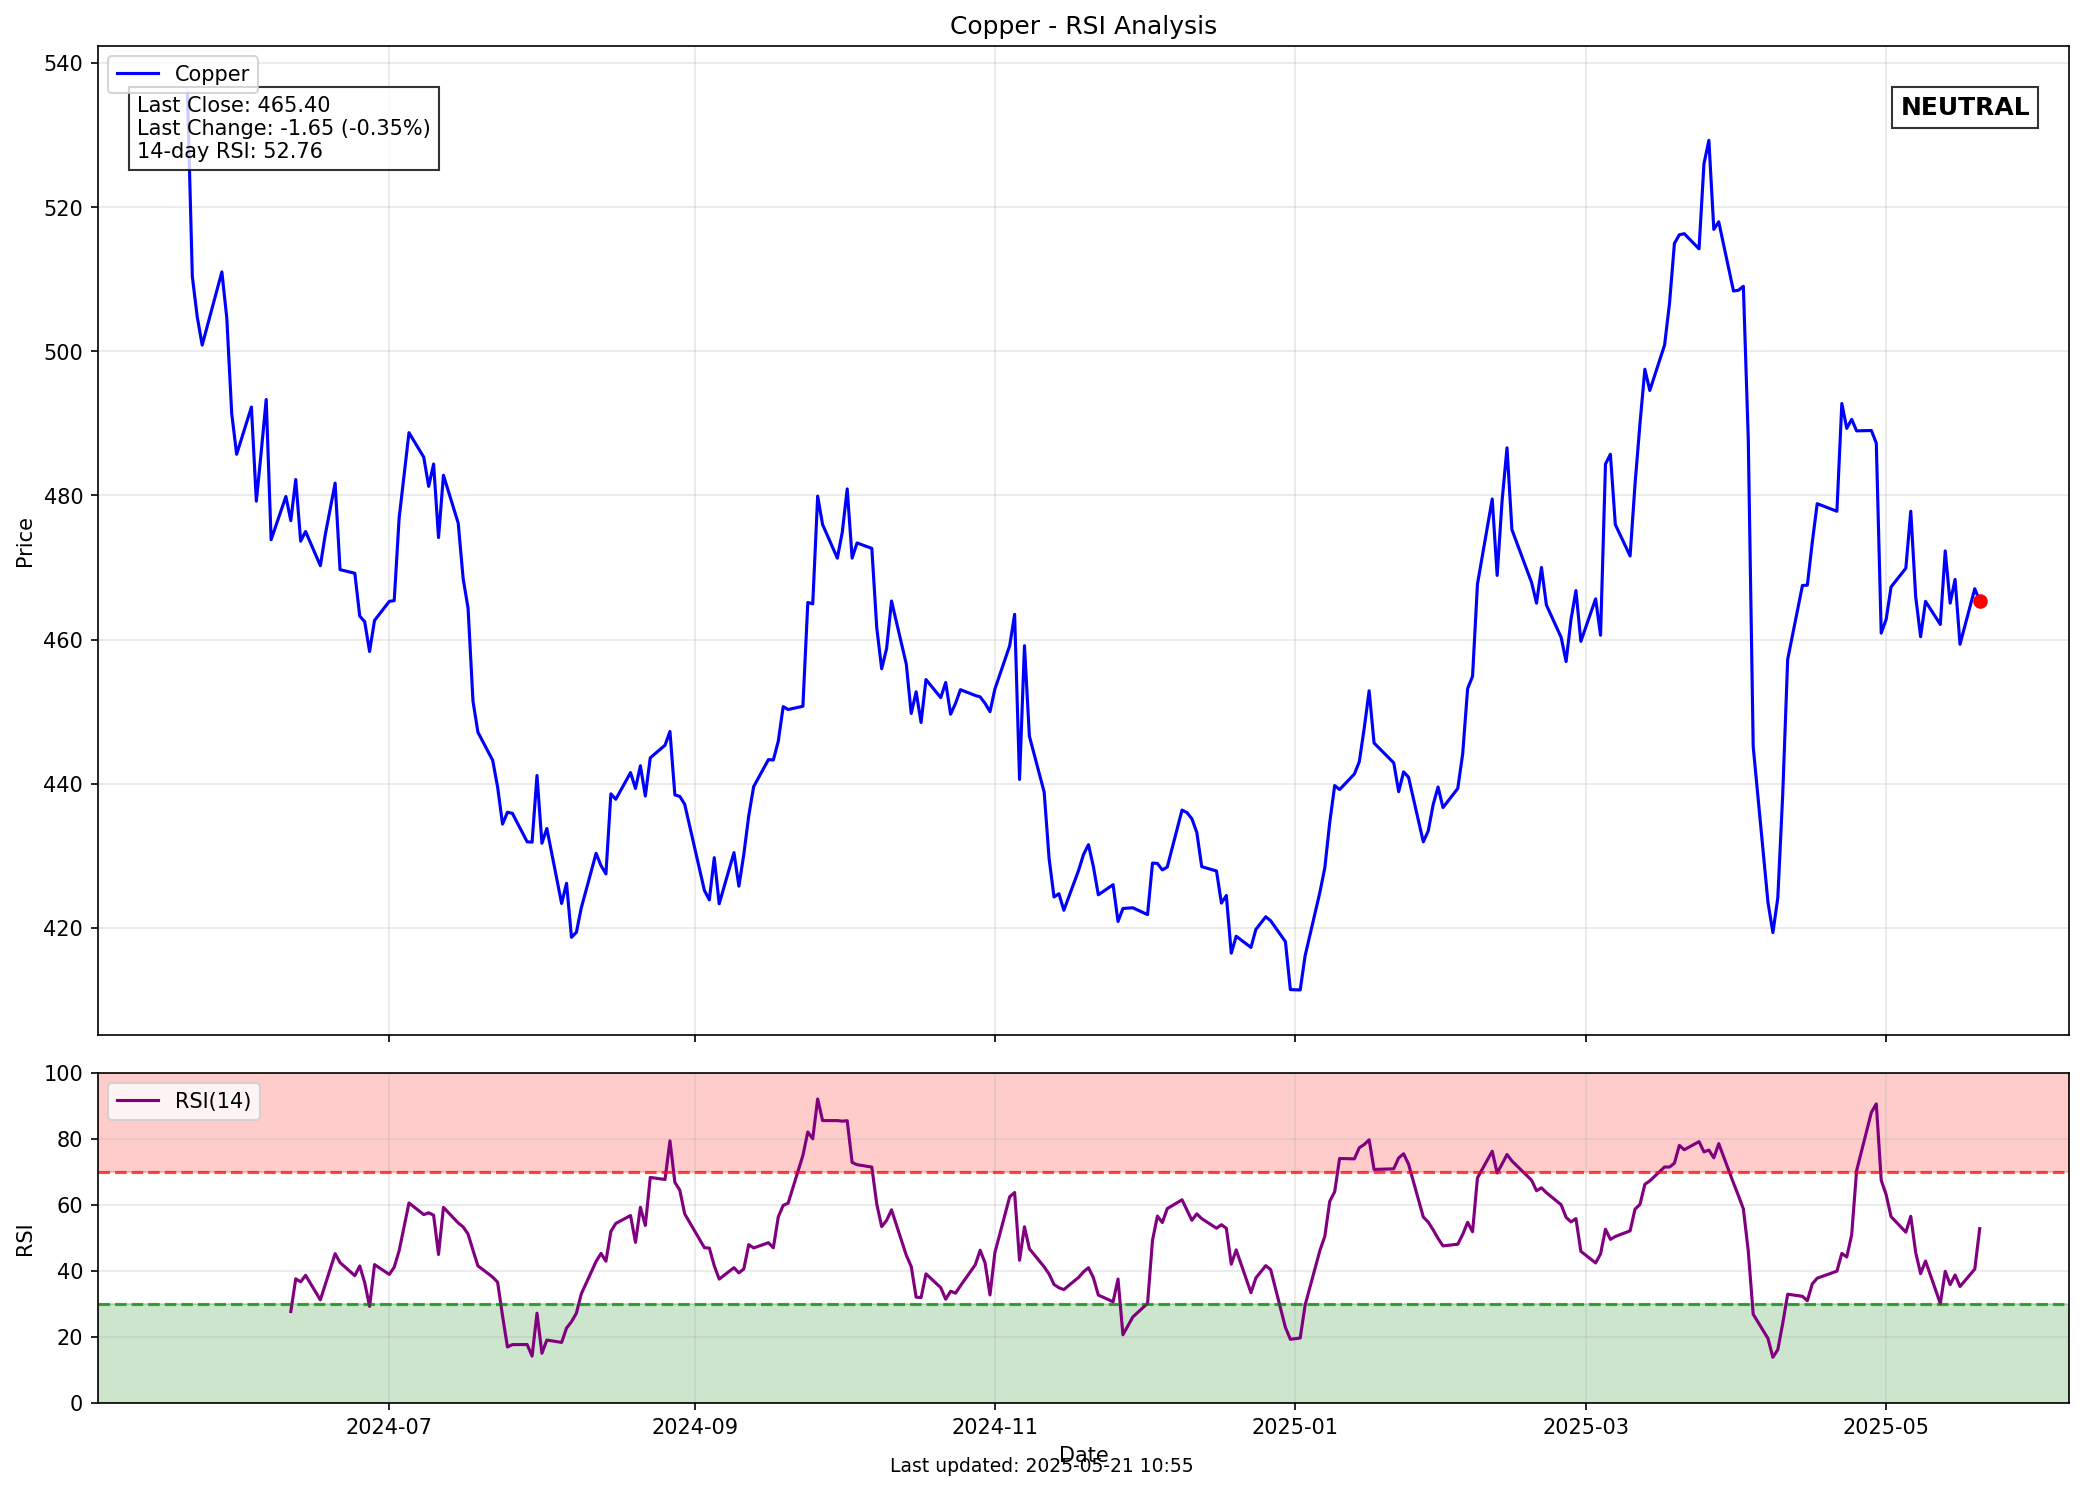 Copper - RSI Analysis
Copper
Last Close: 465.40
Last Change: -1.65 (-0.35%)
14-day RSI: 52.76
NEUTRAL
540
520
500
480
460
440
420
Price
RSI(14)
100
80
60
40
20
0
RSI
2024-07
2024-09
2024-11
2025-01
2025-03
2025-05
Date
Last updated: 2025-05-21 10:55